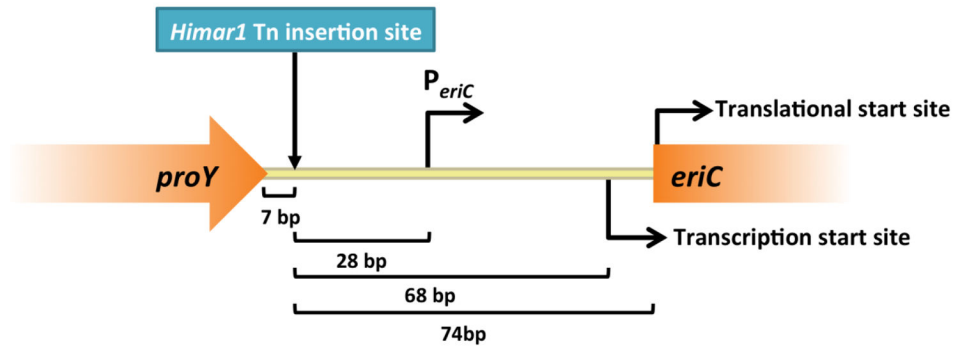 Himar1 Tn insertion site
PeriC
Translational start site
proY
eriC
7 bp
Transcription start site
28 bp
68 bp
74bp